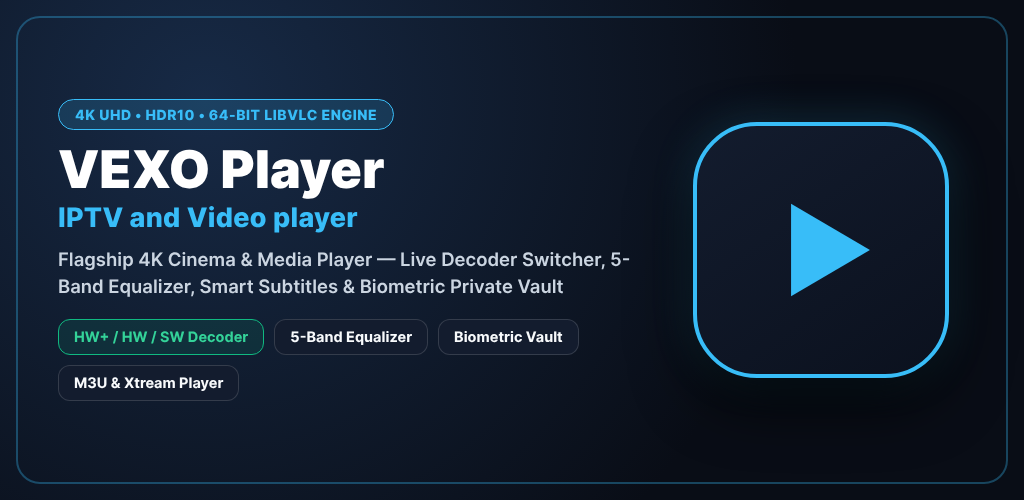 4K UHD • HDR10 • 64-BIT LIBVLC ENGINE
VEXO Player
IPTV and Video player
Flagship 4K Cinema & Media Player — Live Decoder Switcher, 5-
Band Equalizer, Smart Subtitles & Biometric Private Vault
HW+ / HW / SW Decoder
5-Band Equalizer
Biometric Vault
M3U & Xtream Player